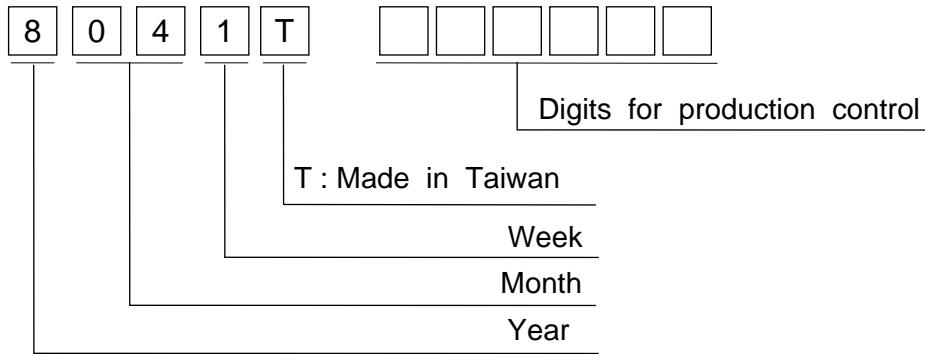 8 0 4 1 T
Digits for production control
T : Made in Taiwan
Week
Month
Year